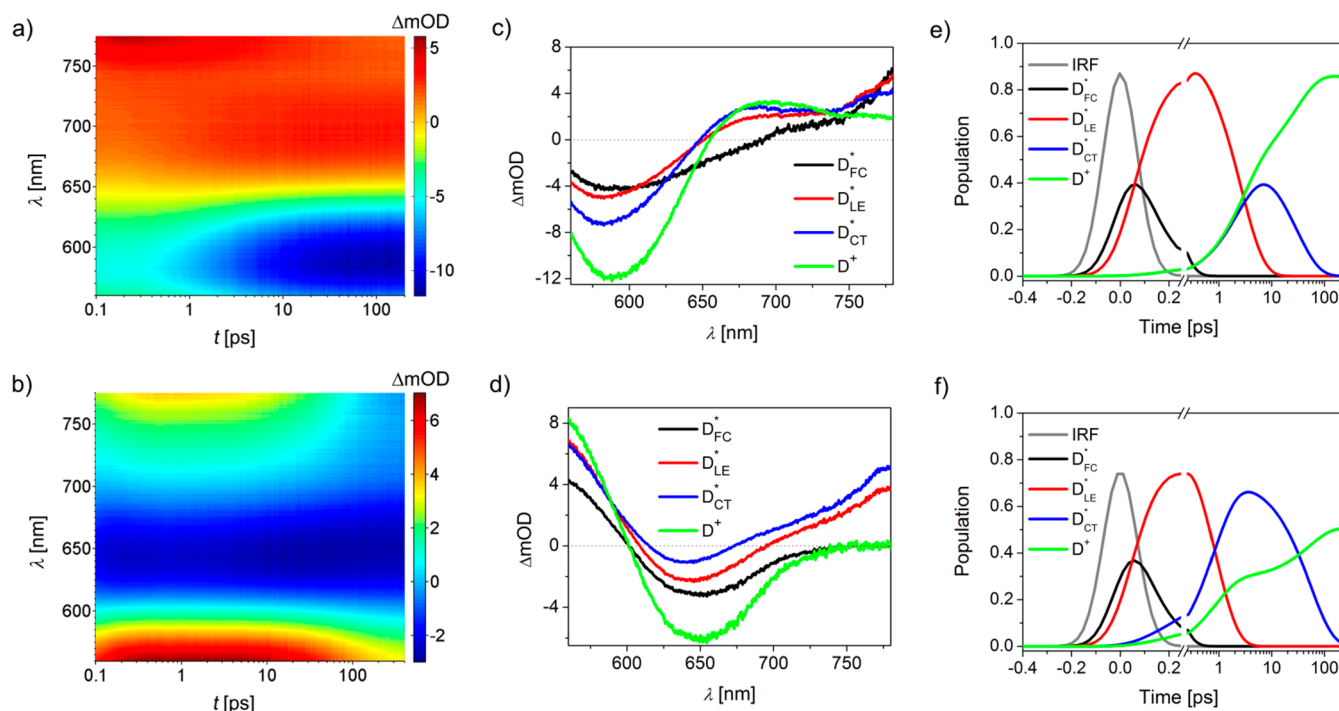 a)
ΔmOD
λ [nm]
750
700
650
600
5
0
-5
-10
0.1
1
10
100
t [ps]
b)
ΔmOD
λ [nm]
750
700
650
600
6
4
2
0
-2
0.1
1
10
100
t [ps]
c)
ΔmOD
8
4
0
-4
-8
-12
D*FC
D*LE
D*CT
D+
600
650
700
750
λ [nm]
d)
ΔmOD
8
4
0
-4
D*FC
D*LE
D*CT
D+
600
650
700
750
λ [nm]
e)
Population
1.0
0.8
0.6
0.4
0.2
0.0
IRF
D*FC
D*LE
D*CT
D+
-0.4
-0.2
0.0
0.2
1
10
100
Time [ps]
f)
Population
1.0
0.8
0.6
0.4
0.2
0.0
IRF
D*FC
D*LE
D*CT
D+
-0.4
-0.2
0.0
0.2
1
10
100
Time [ps]